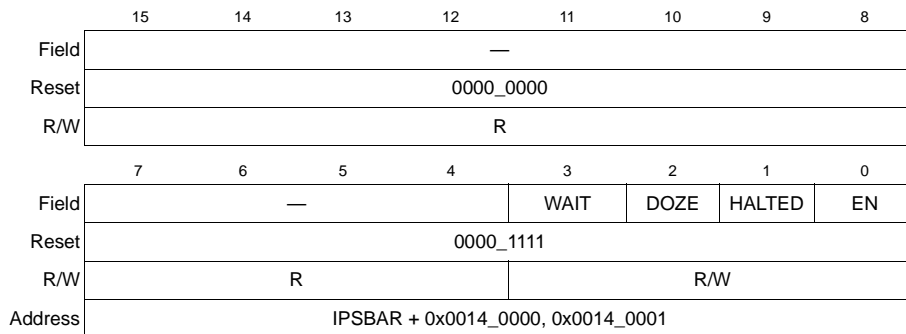 15 14 13 12 11 10 9 8
Field —
Reset 0000_0000
R/W R
7 6 5 4 3 2 1 0
Field — WAIT DOZE HALTED EN
Reset 0000_1111
R/W R R/W
Address IPSBAR + 0x0014_0000, 0x0014_0001